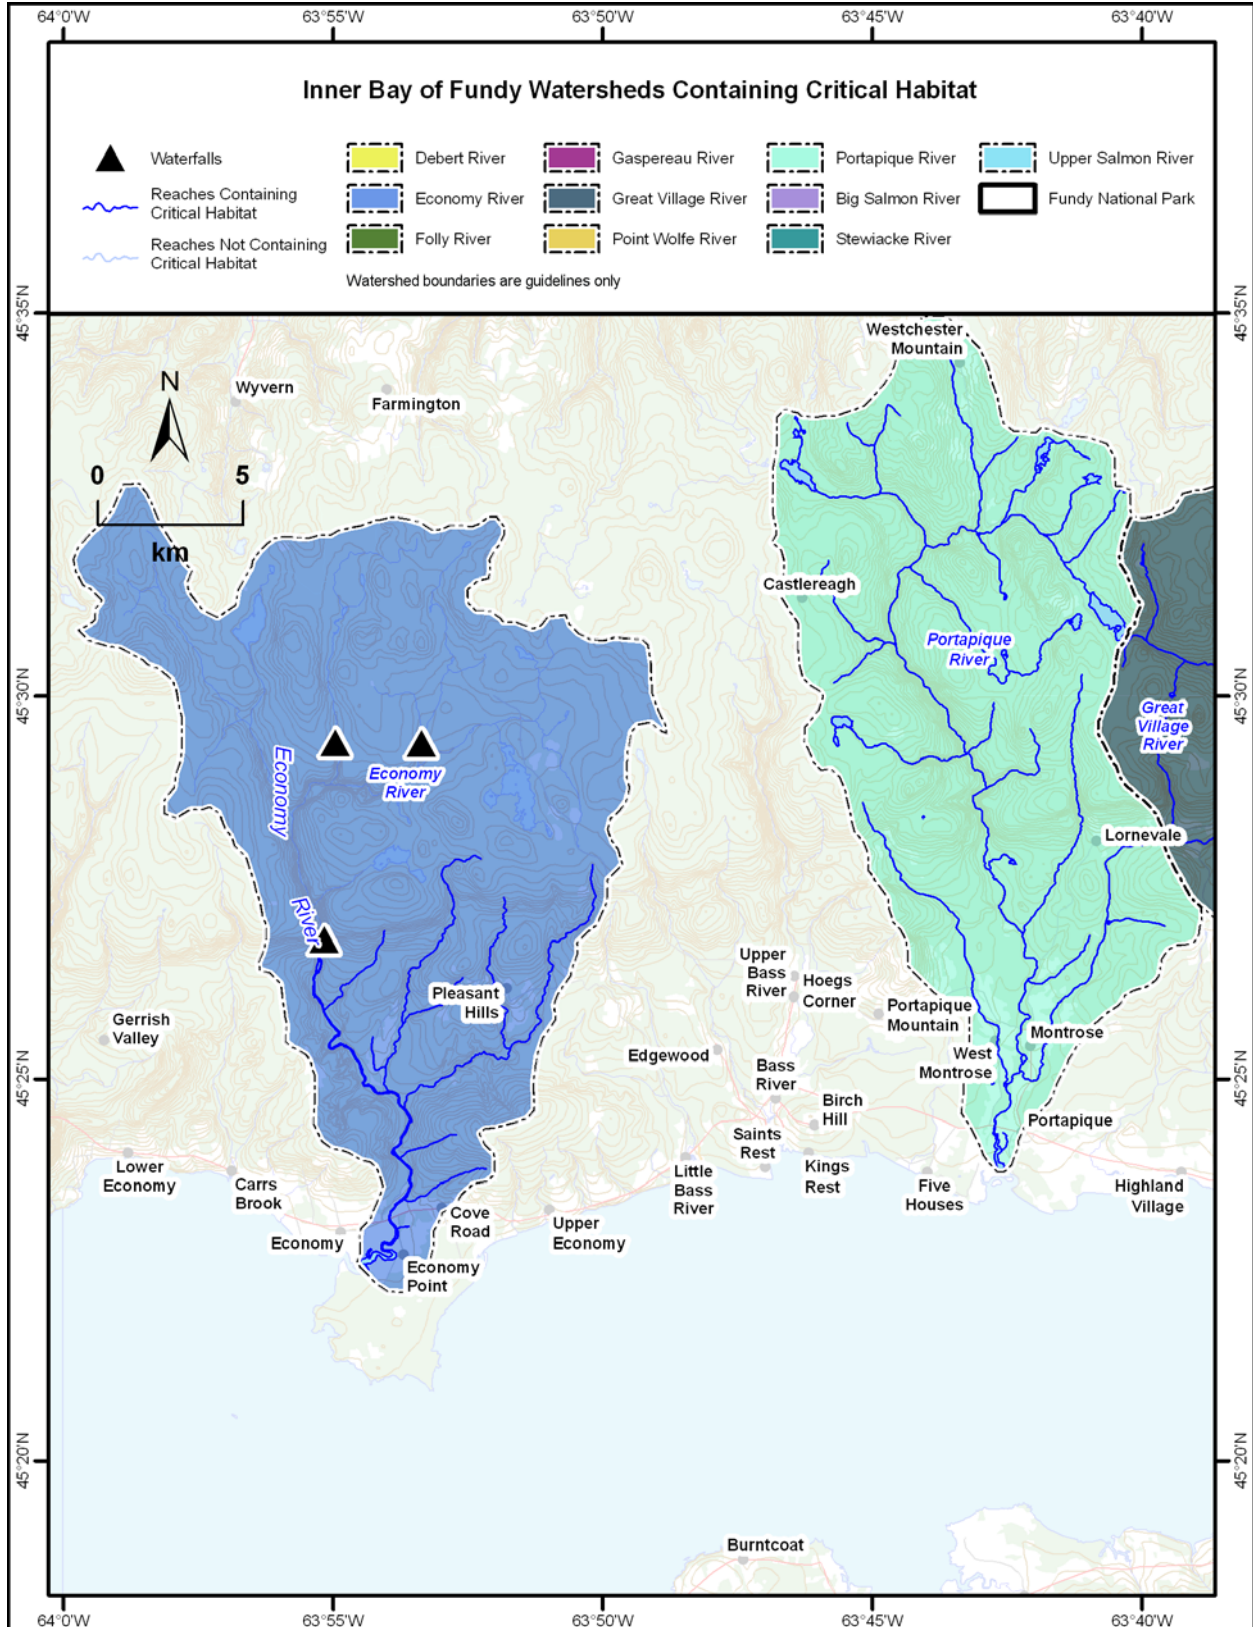 64°0'W 63°55'W 63°50'W 63°45'W 63°40'W
Inner Bay of Fundy Watersheds Containing Critical Habitat
Waterfalls
Reaches Containing
Critical Habitat
Reaches Not Containing
Critical Habitat
Debert River
Economy River
Folly River
Gaspereau River
Great Village River
Point Wolfe River
Portapique River
Big Salmon River
Stewiacke River
Upper Salmon River
Fundy National Park
Watershed boundaries are guidelines only
45°35'N
45°35'N
Westchester
Mountain
Wyvern
Farmington
N
0 5
km
Castlereagh
Portapique
River
45°30'N
45°30'N
Great
Village
River
Economy
River
Economy
River
Lornevale
Pleasant
Hills
Upper
Bass
River
Hoegs
Corner
Portapique
Mountain
Gerrish
Valley
Montrose
Edgewood
West
Montrose
Bass
River
45°25'N
45°25'N
Birch
Hill
Portapique
Saints
Rest
Lower
Economy
Carrs
Brook
Little
Bass
River
Kings
Rest
Five
Houses
Highland
Village
Cove
Road
Economy
Upper
Economy
Economy
Point
45°20'N
45°20'N
Burntcoat
64°0'W 63°55'W 63°50'W 63°45'W 63°40'W